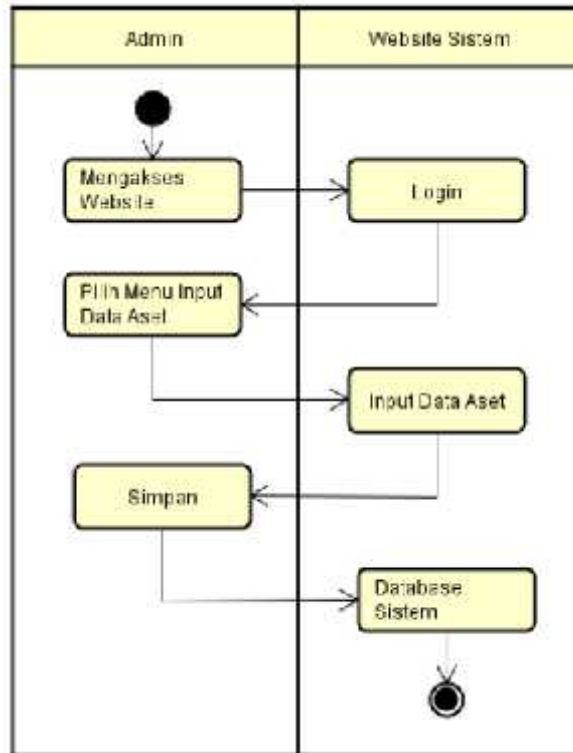 Admin
Website Sistem
Mengakses
Website
Login
Pilih Menu Input
Data Aset
Input Data Aset
Simpan
Database
Sistem